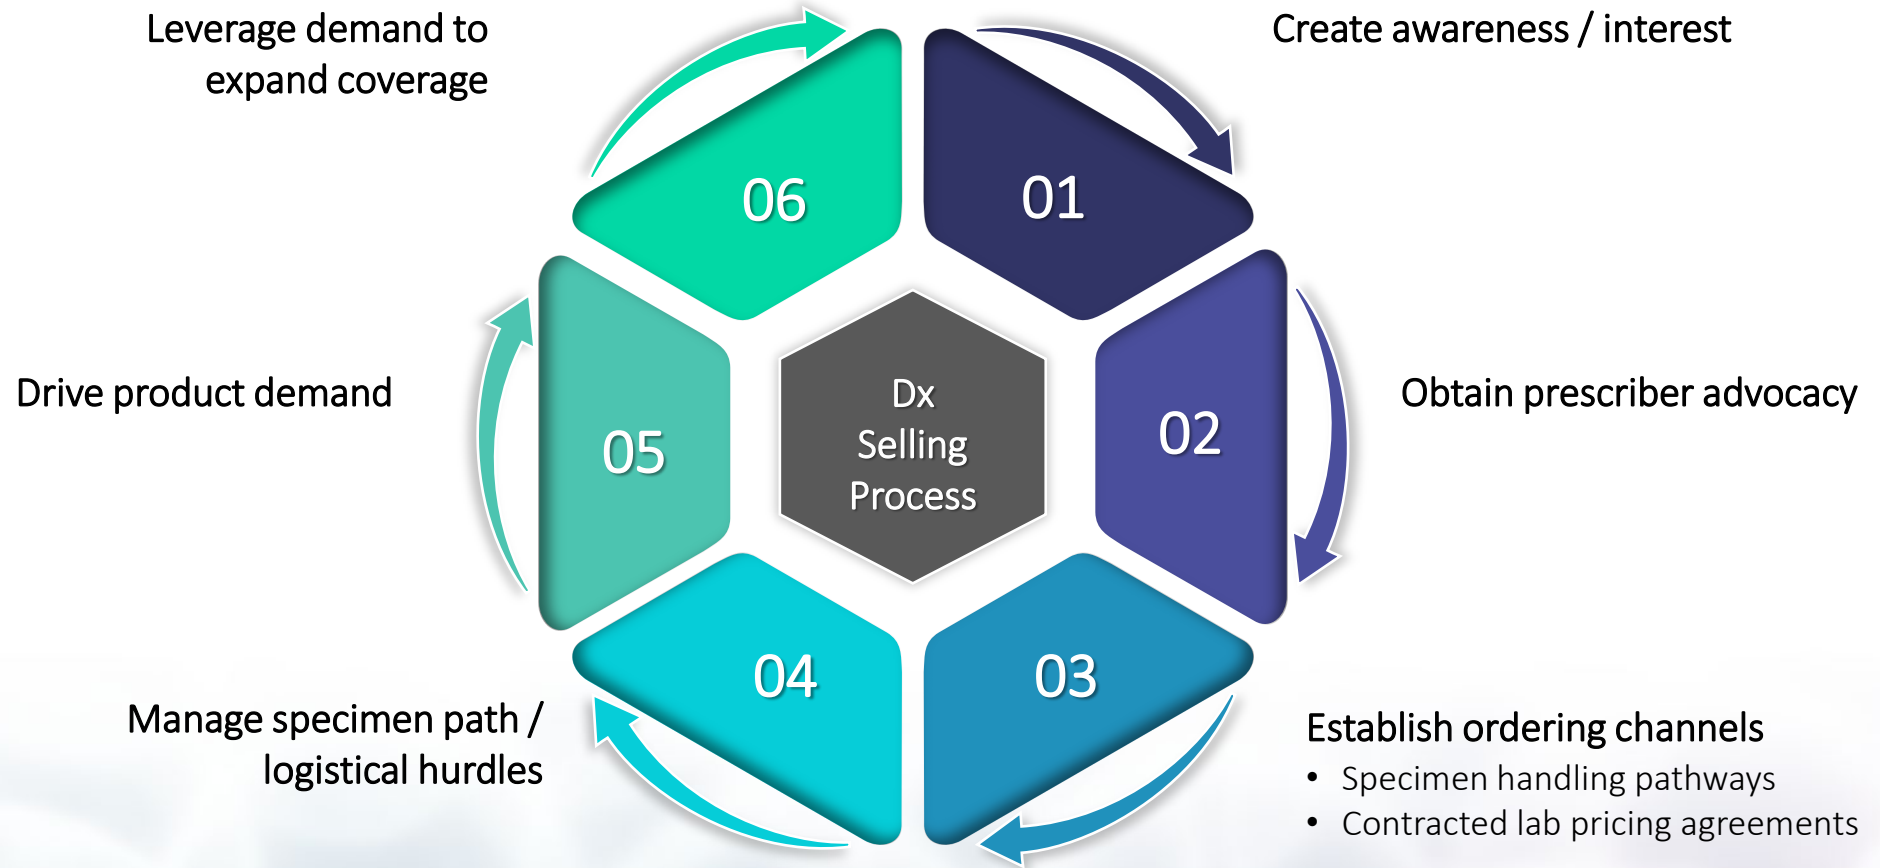 Leverage demand to
expand coverage
Create awareness / interest
06
01
Drive product demand
05
Dx
Selling
Process
02
Obtain prescriber advocacy
04
03
Manage specimen path /
logistical hurdles
Establish ordering channels
• Specimen handling pathways
• Contracted lab pricing agreements